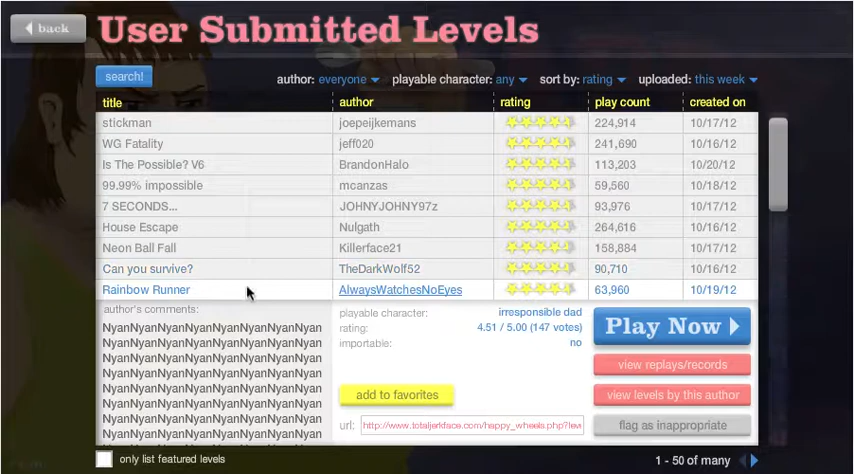 back
User Submitted Levels
search!
author: everyone playable character: any sort by: rating uploaded: this week
title author rating play count created on
stickman joepeijkemans 224,914 10/17/12
WG Fatality jeff020 241,690 10/16/12
Is The Possible? V6 BrandonHalo 113,203 10/20/12
99.99% impossible mcanzas 59,560 10/18/12
7 SECONDS... JOHNYJOHNY97z 93,976 10/17/12
House Escape Nulgath 264,616 10/16/12
Neon Ball Fall Killerface21 158,884 10/17/12
Can you survive? TheDarkWolf52 90,710 10/16/12
Rainbow Runner AlwaysWatchesNoEyes 63,960 10/19/12
author's comments:
NyanNyanNyanNyanNyanNyanNyanNyan
NyanNyanNyanNyanNyanNyanNyanNyan
NyanNyanNyanNyanNyanNyanNyanNyan
NyanNyanNyanNyanNyanNyanNyanNyan
NyanNyanNyanNyanNyanNyanNyanNyan
NyanNyanNyanNyanNyanNyanNyanNyan
NyanNyanNyanNyanNyanNyanNyanNyan
NyanNyanNyanNyanNyanNyanNyanNyan
playable character: irresponsible dad
rating: 4.51 / 5.00 (147 votes)
importable: no
add to favorites
url: http://www.totaljerkface.com/happy_wheels.php?leve
Play Now
view replays/records
view levels by this author
flag as inappropriate
only list featured levels
1 - 50 of many